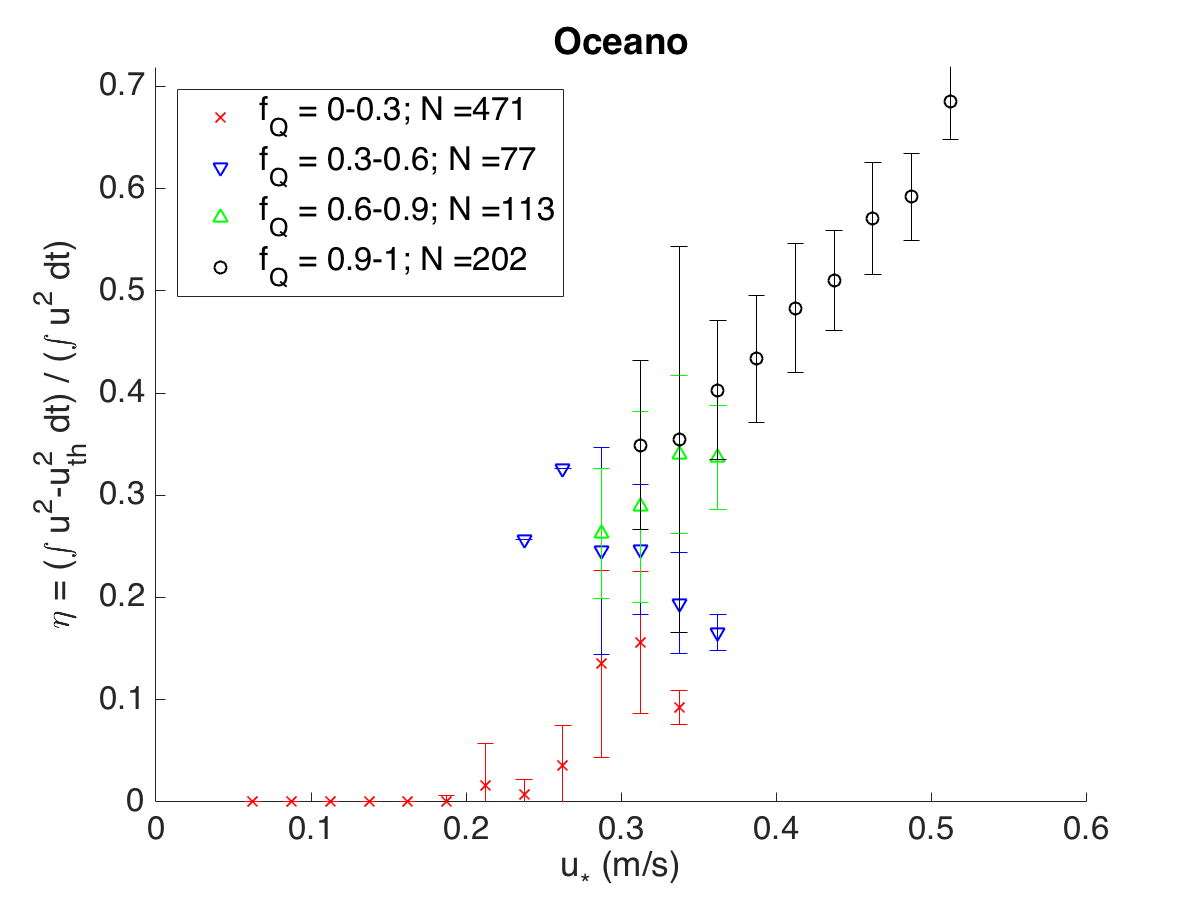 Oceano
f_Q = 0-0.3; N =471
f_Q = 0.3-0.6; N =77
f_Q = 0.6-0.9; N =113
f_Q = 0.9-1; N =202
η = (∫ u²-u²_th dt) / (∫ u² dt)
0.7
0.6
0.5
0.4
0.3
0.2
0.1
0
0 0.1 0.2 0.3 0.4 0.5 0.6
u_* (m/s)